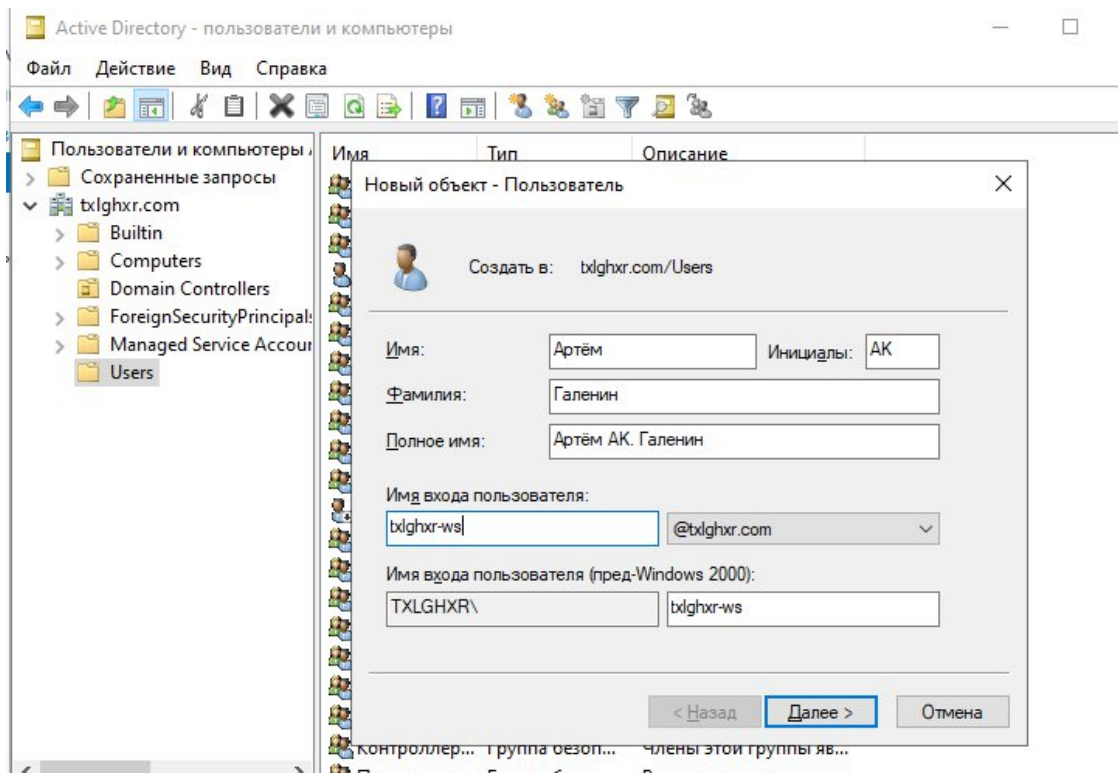 Active Directory - пользователи и компьютеры
Файл Действие Вид Справка
Пользователи и компьютеры
Сохраненные запросы
txlghxr.com
Builtin
Computers
Domain Controllers
ForeignSecurityPrincipals
Managed Service Accour
Users
Имя Тип Описание
Новый объект - Пользователь
Создать в: txlghxr.com/Users
Имя: Артём Инициалы: АК
Фамилия: Галенин
Полное имя: Артём АК. Галенин
Имя входа пользователя:
txlghxr-ws @txlghxr.com
Имя входа пользователя (пред-Windows 2000):
TXLGHXR\ txlghxr-ws
< Назад Далее > Отмена
Контроллер... Группа безоп... Члены этой группы яв...